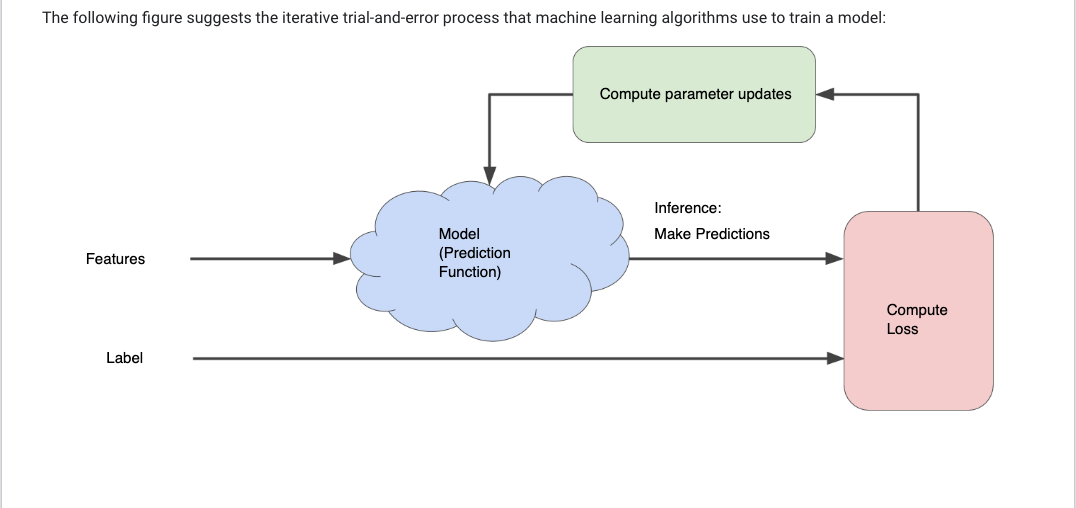 The following figure suggests the iterative trial-and-error process that machine learning algorithms use to train a model:
Compute parameter updates
Inference:
Make Predictions
Model
(Prediction
Function)
Features
Compute
Loss
Label